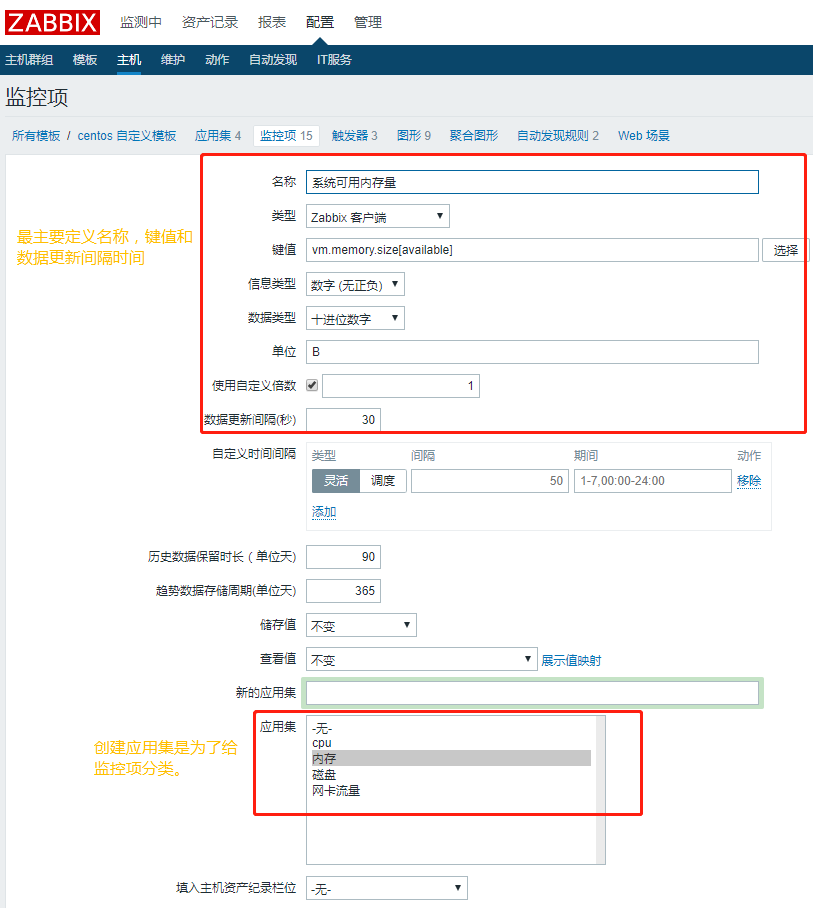 ZABBIX 监测中 资产记录 报表 配置 管理
主机群组 模板 主机 维护 动作 自动发现 IT服务
监控项
所有模板 / centos 自定义模板 应用集 4 监控项 15 触发器 3 图形 9 聚合图形 自动发现规则 2 Web 场景
名称 系统可用内存量
类型 Zabbix 客户端
最主要定义名称，键值和
数据更新间隔时间
键值 vm.memory.size[available] 选择
信息类型 数字 (无正负)
数据类型 十进位数字
单位 B
使用自定义倍数 1
数据更新间隔(秒) 30
自定义时间间隔 类型 间隔 期间 动作
灵活 调度 50 1-7,00:00-24:00 移除
添加
历史数据保留时长（单位天) 90
趋势数据存储周期(单位天) 365
储存值 不变
查看值 不变 展示值映射
新的应用集
应用集 -无-
cpu
内存
磁盘
网卡流量
创建应用集是为了给
监控项分类。
填入主机资产纪录栏位 -无-